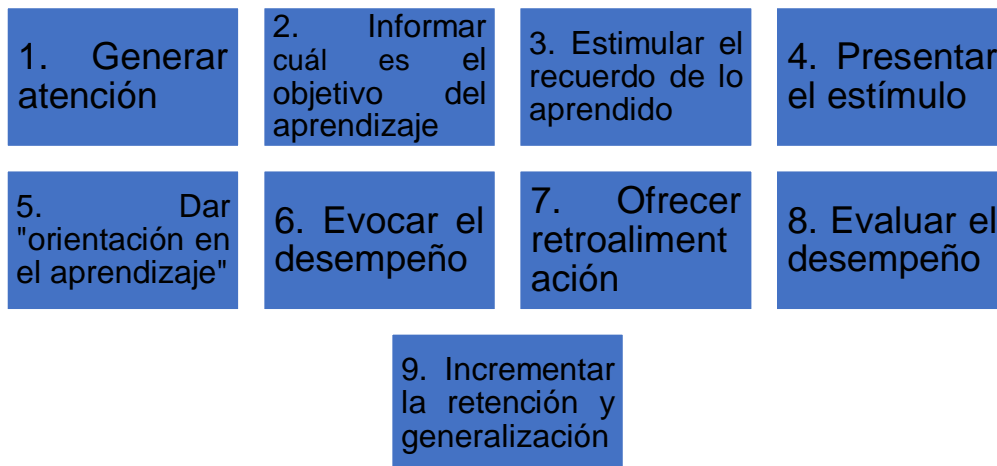 1. Generar
atención
2. Informar
cuál es el
objetivo del
aprendizaje
3. Estimular el
recuerdo de lo
aprendido
4. Presentar
el estímulo
5. Dar
"orientación en
el aprendizaje"
6. Evocar el
desempeño
7. Ofrecer
retroaliment
ación
8. Evaluar el
desempeño
9. Incrementar
la retención y
generalización